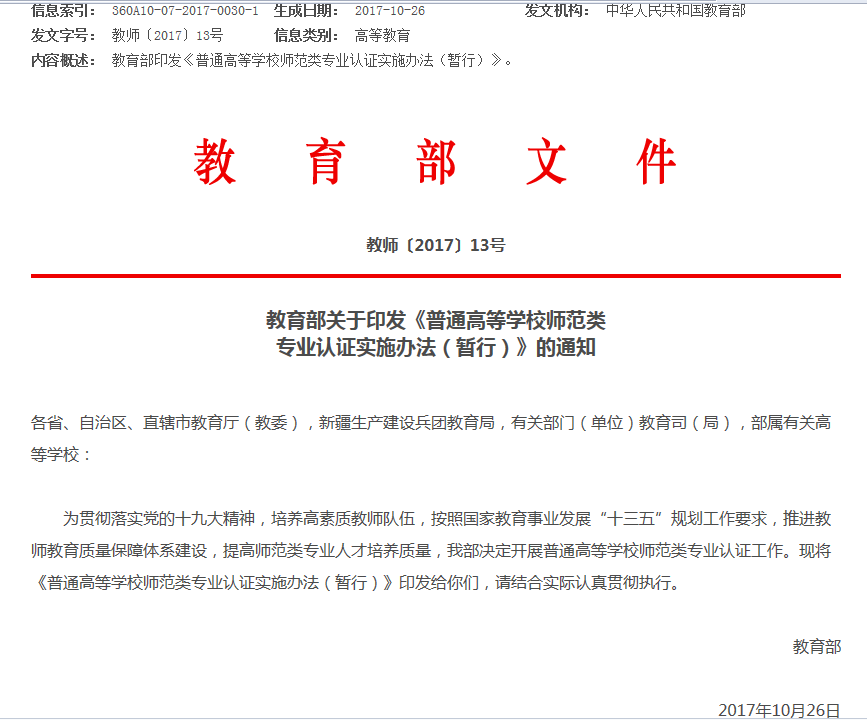 信息索引： 360A10-07-2017-0030-1 生成日期： 2017-10-26 发文机构： 中华人民共和国教育部
发文字号： 教师〔2017〕13号 信息类别： 高等教育
内容概述： 教育部印发《普通高等学校师范类专业认证实施办法（暂行）》。
教育部文件
教师〔2017〕13号
教育部关于印发《普通高等学校师范类
专业认证实施办法（暂行）》的通知
各省、自治区、直辖市教育厅（教委），新疆生产建设兵团教育局，有关部门（单位）教育司（局），部属有关高
等学校：
为贯彻落实党的十九大精神，培养高素质教师队伍，按照国家教育事业发展“十三五”规划工作要求，推进教
师教育质量保障体系建设，提高师范类专业人才培养质量，我部决定开展普通高等学校师范类专业认证工作。现将
《普通高等学校师范类专业认证实施办法（暂行）》印发给你们，请结合实际认真贯彻执行。
教育部
2017年10月26日